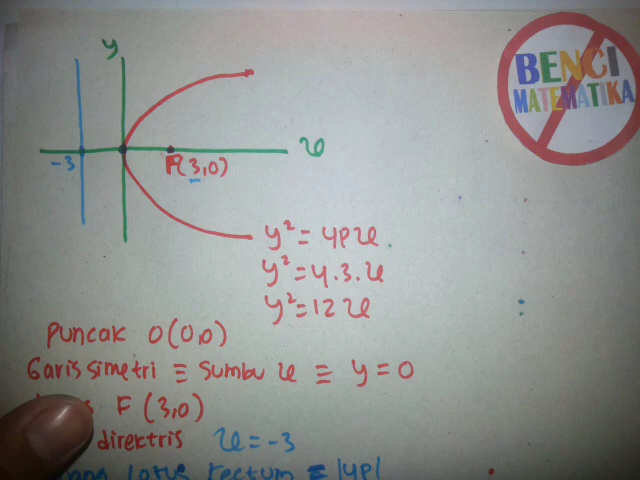 BENCI
MATEMATIKA
y
x
-3
F(3,0)
y² = 4px
y² = 4.3.x
y² = 12x
Puncak O(0,0)
Garis simetri ≡ sumbu x ≡ y = 0
F (3,0)
direktris x = -3
latus rectum = |4p|